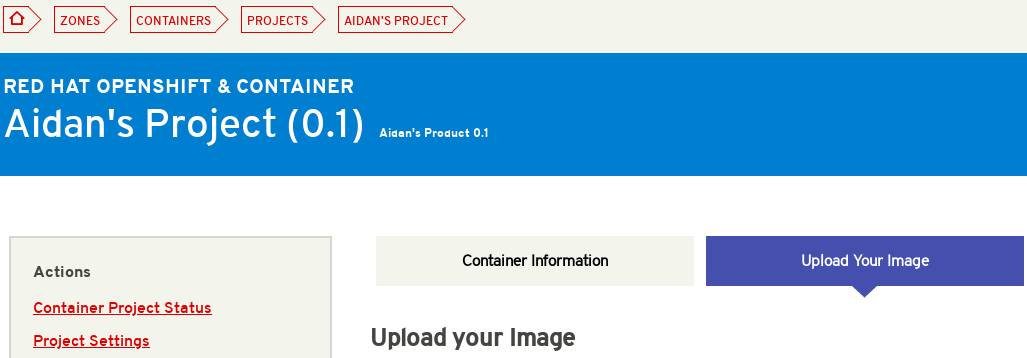 ZONES CONTAINERS PROJECTS AIDAN'S PROJECT
RED HAT OPENSHIFT & CONTAINER
Aidan's Project (0.1) Aidan's Product 0.1
Container Information Upload Your Image
Actions
Container Project Status
Project Settings
Upload your Image